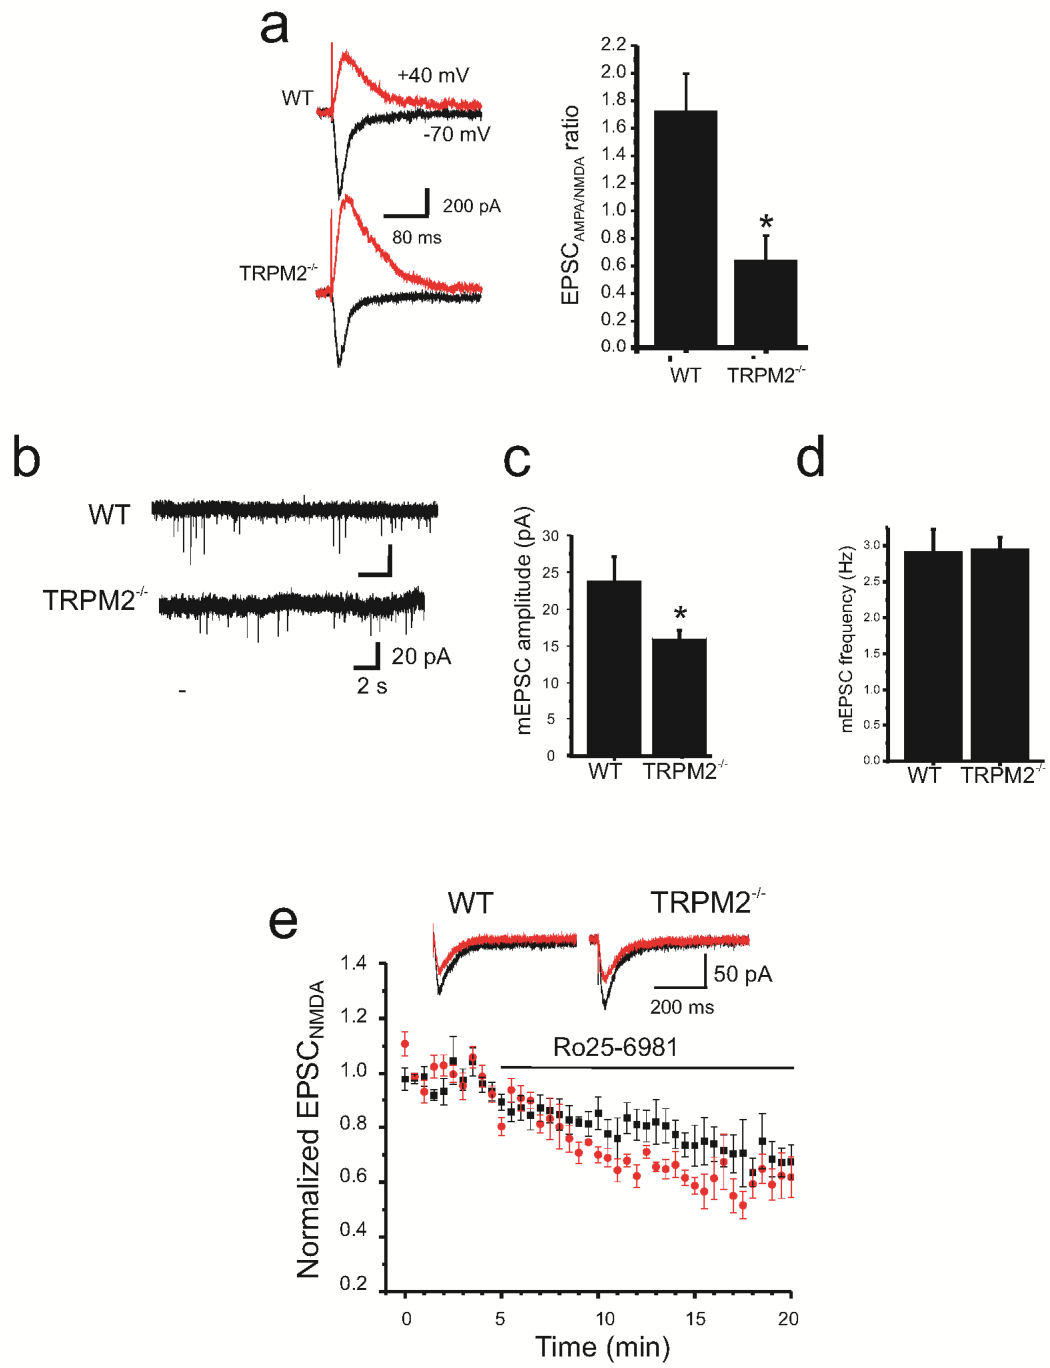 a
WT
+40 mV
-70 mV
200 pA
80 ms
TRPM2-/-
EPSCAMPA/NMDA ratio
2.2
2.0
1.8
1.6
1.4
1.2
1.0
0.8
0.6
0.4
0.2
0.0
*
WT
TRPM2-/-
b
WT
TRPM2-/-
20 pA
2 s
-
c
mEPSC amplitude (pA)
30
25
20
15
10
5
0
*
WT
TRPM2-/-
d
mEPSC frequency (Hz)
3.0
2.5
2.0
1.5
1.0
0.5
0.0
WT
TRPM2-/-
e
WT
TRPM2-/-
50 pA
200 ms
Ro25-6981
Normalized EPSCNMDA
1.4
1.2
1.0
0.8
0.6
0.4
0.2
0
5
10
15
20
Time (min)